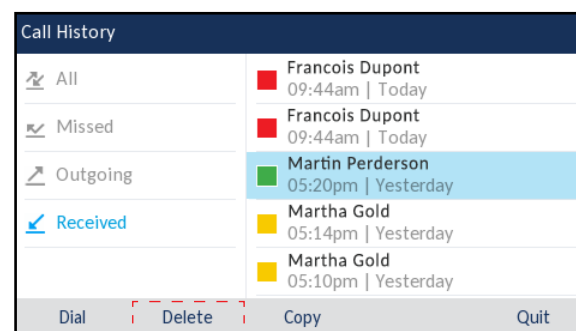 Call History
All
Missed
Outgoing
Received
Francois Dupont
09:44am | Today
Francois Dupont
09:44am | Today
Martin Perderson
05:20pm | Yesterday
Martha Gold
05:14pm | Yesterday
Martha Gold
05:10pm | Yesterday
Dial Delete Copy Quit